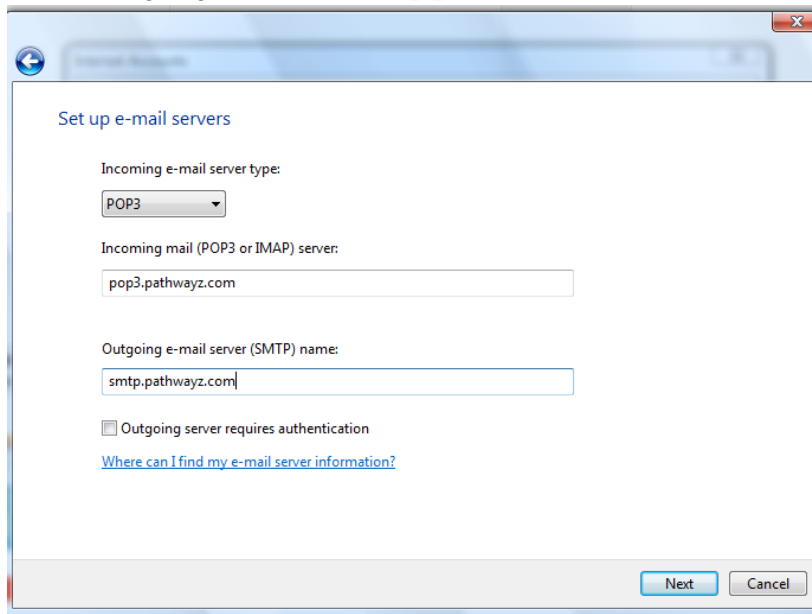 Set up e-mail servers
Incoming e-mail server type:
POP3
Incoming mail (POP3 or IMAP) server:
pop3.pathwayz.com
Outgoing e-mail server (SMTP) name:
smtp.pathwayz.com
Outgoing server requires authentication
Where can I find my e-mail server information?
Next Cancel